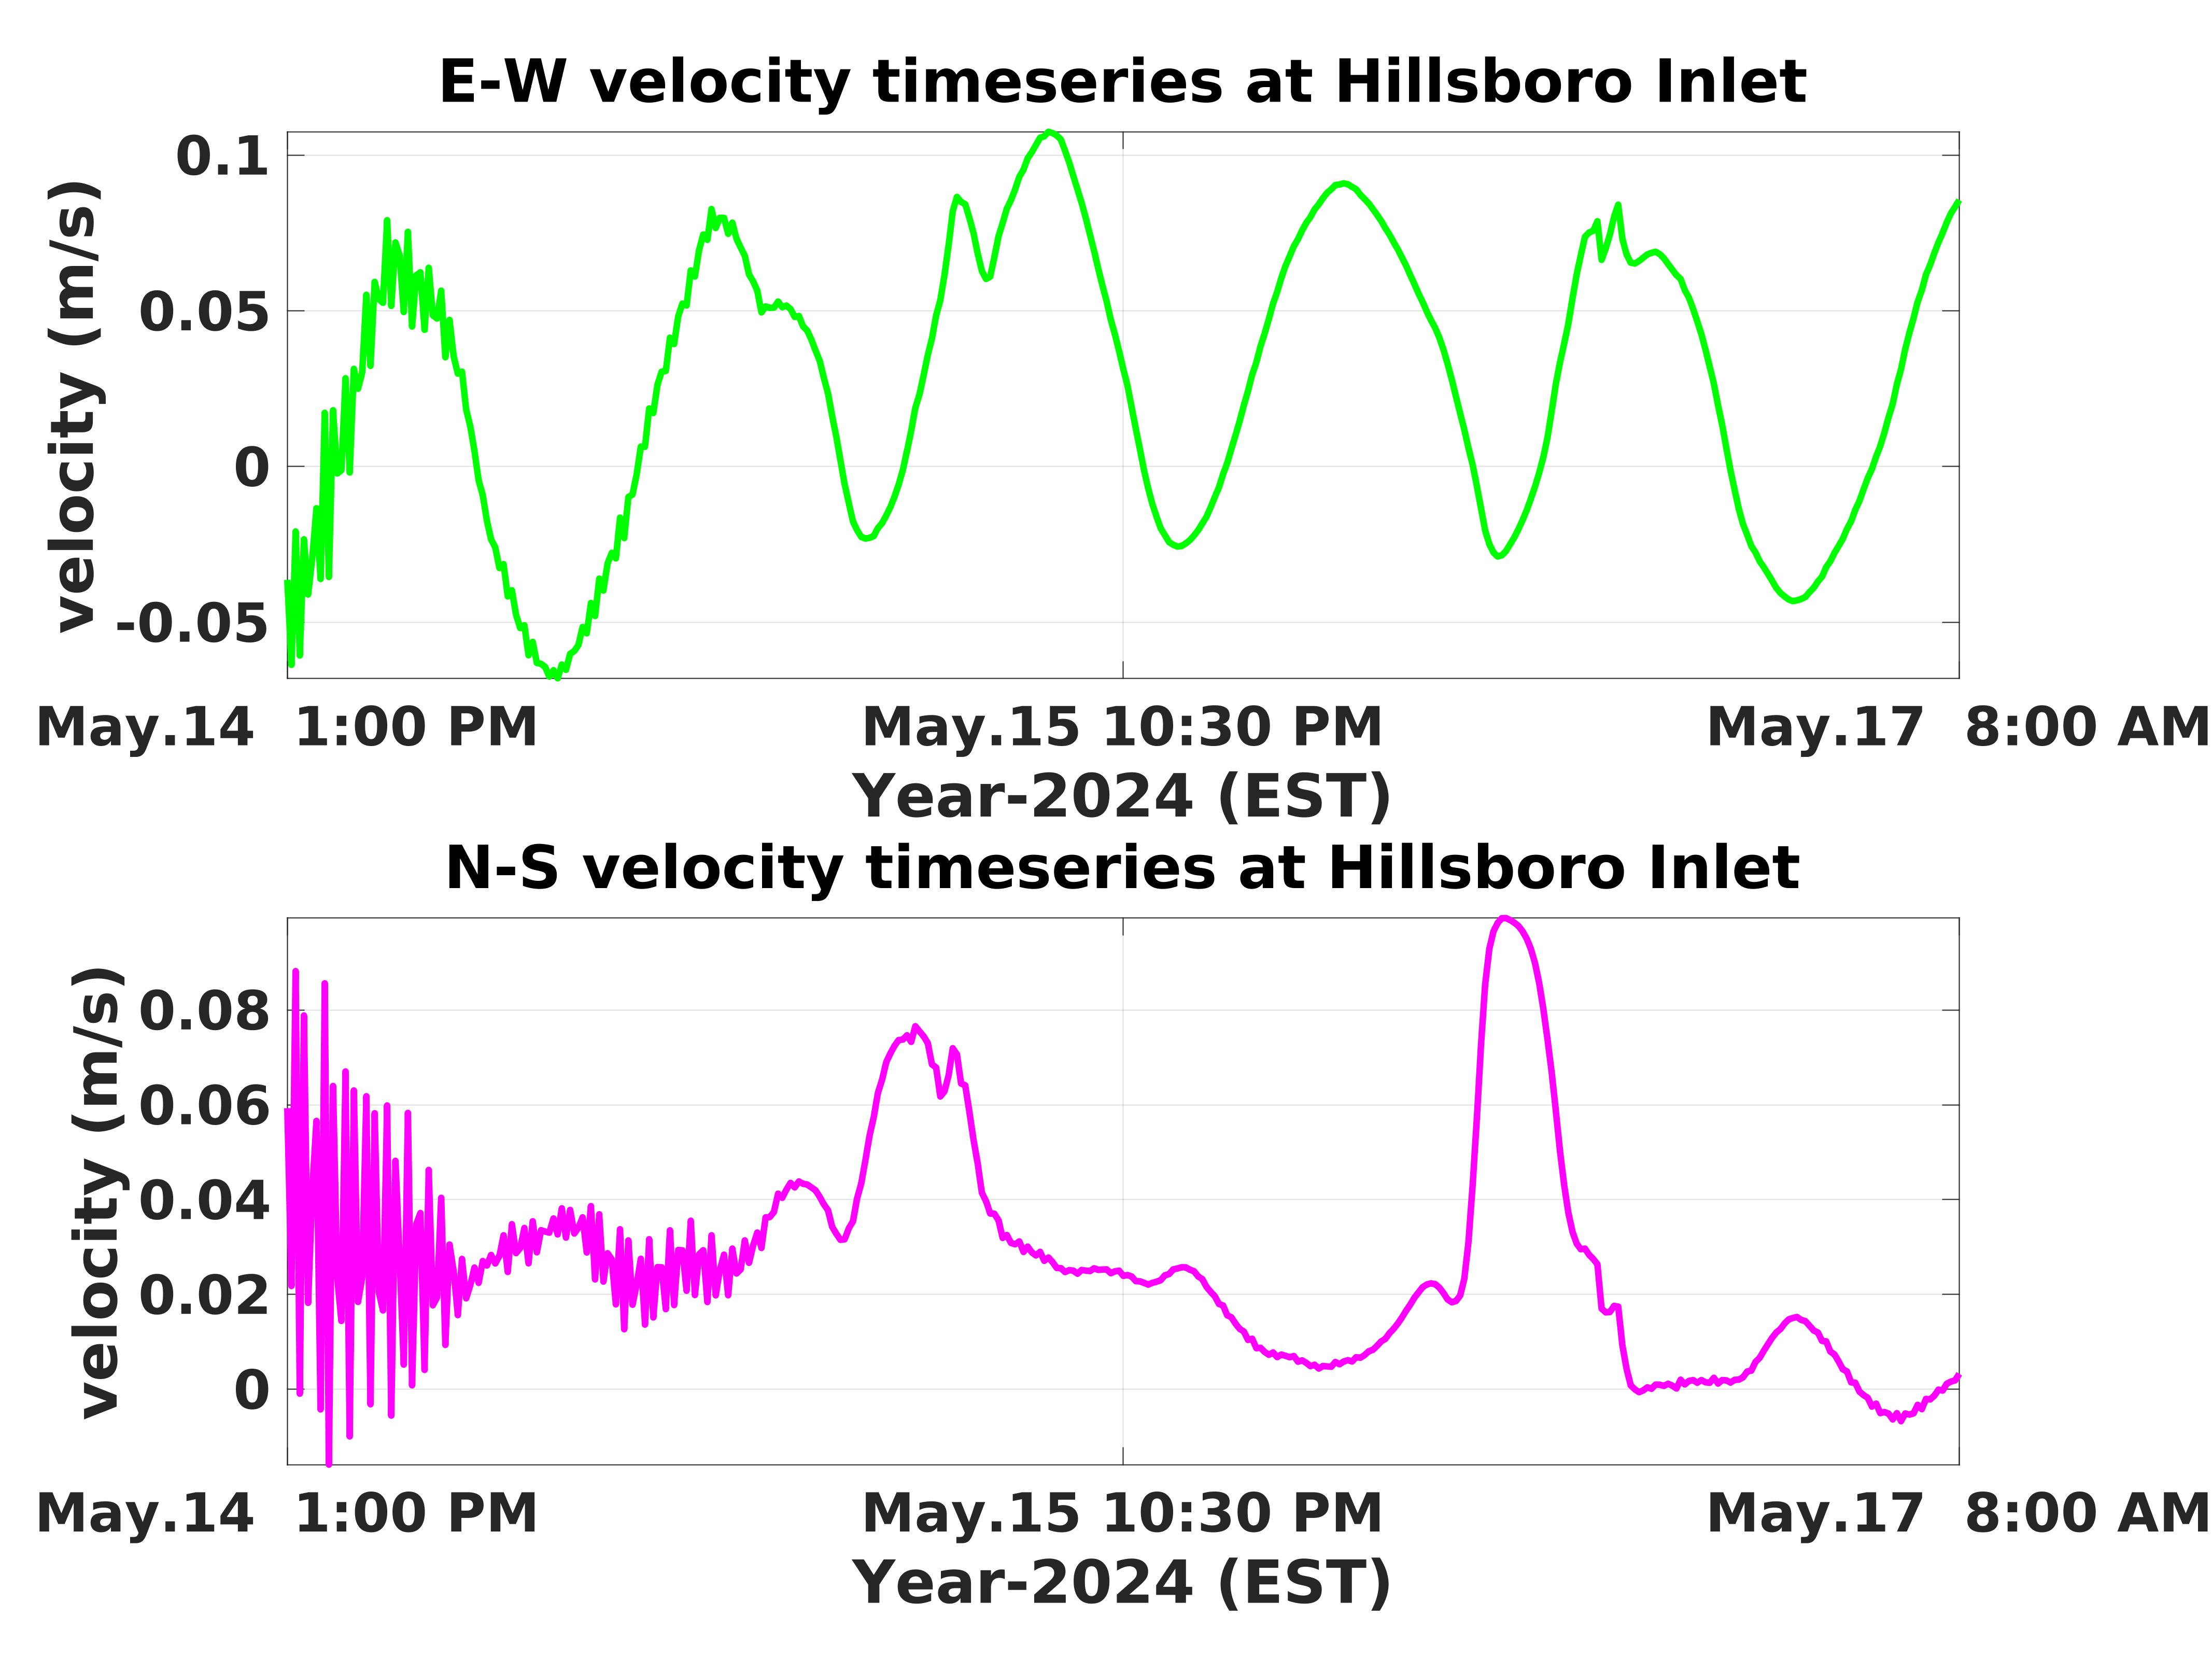 E-W velocity timeseries at Hillsboro Inlet
velocity (m/s)
0.1
0.05
0
-0.05
May.14  1:00 PM
May.15 10:30 PM
May.17  8:00 AM
Year-2024 (EST)
N-S velocity timeseries at Hillsboro Inlet
velocity (m/s)
0.08
0.06
0.04
0.02
0
May.14  1:00 PM
May.15 10:30 PM
May.17  8:00 AM
Year-2024 (EST)